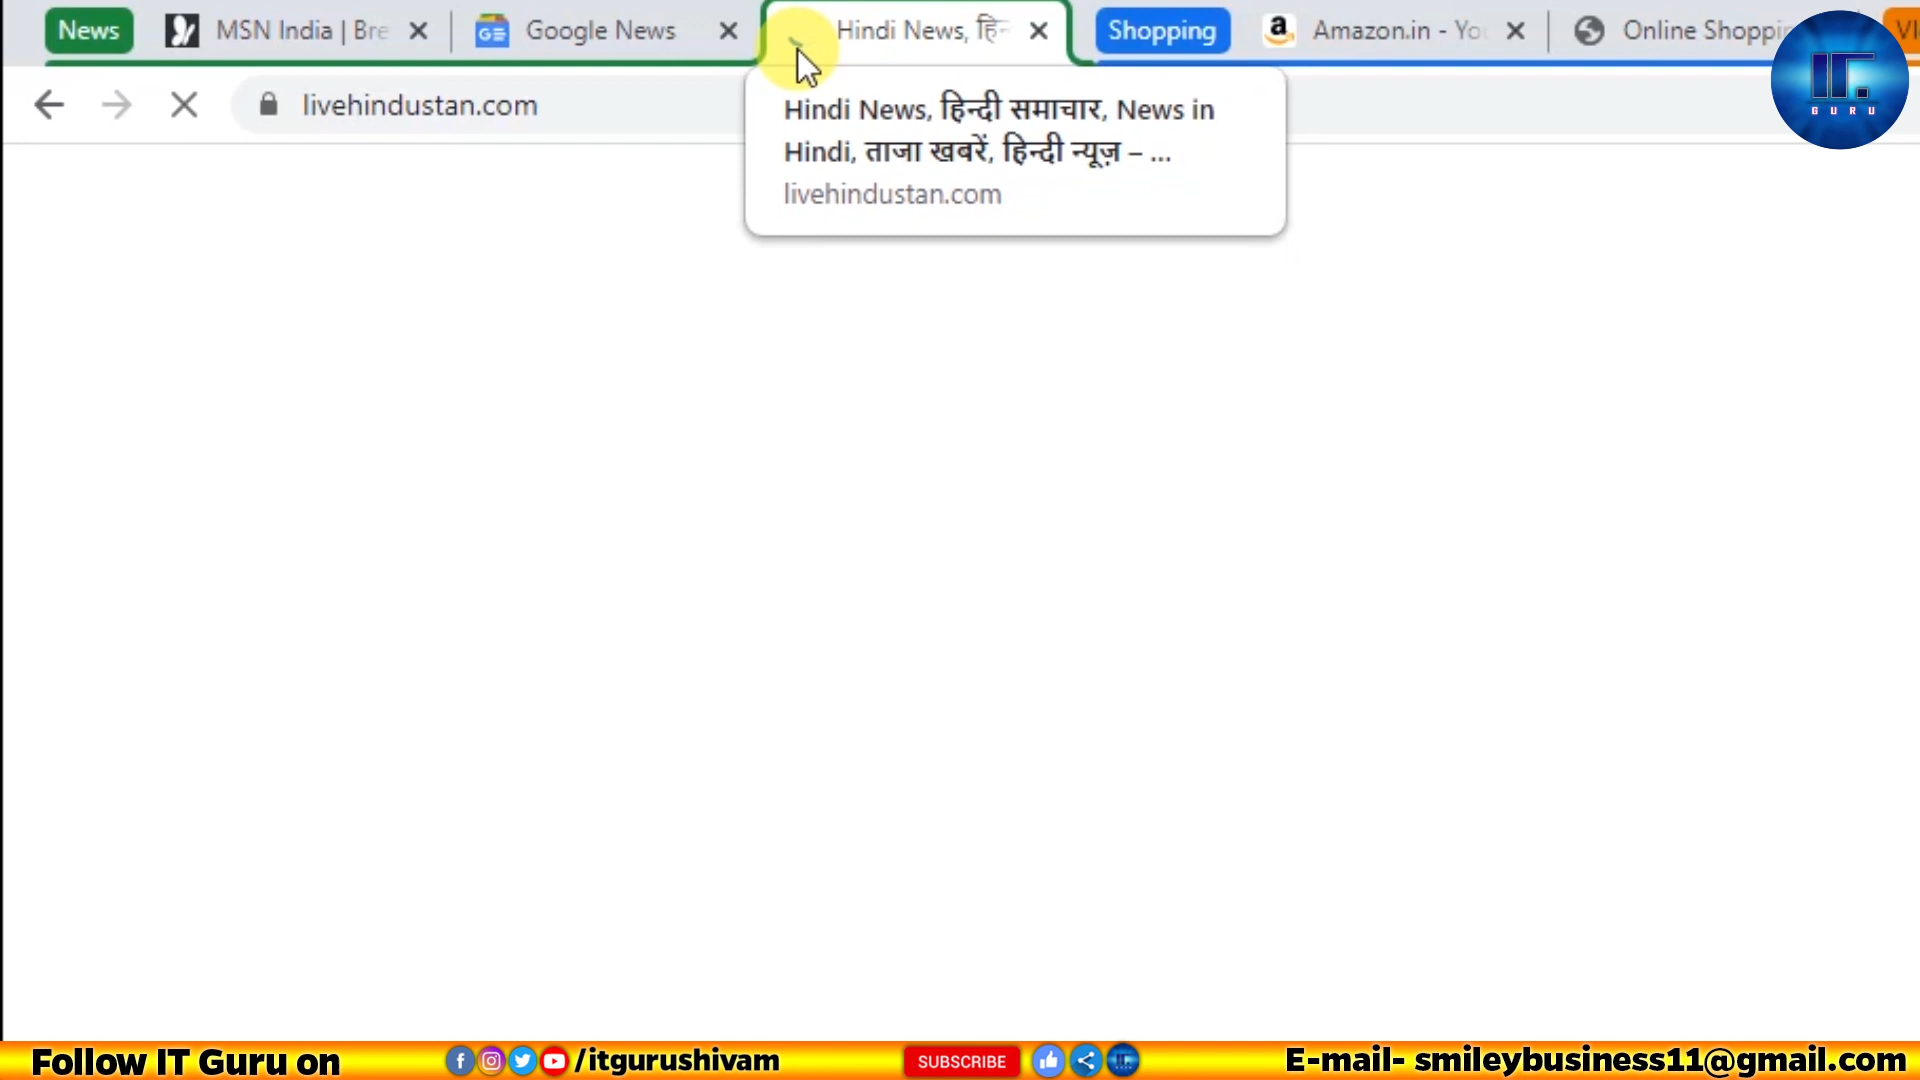 News
MSN India | Bre
Google News
Hindi News, हिन
Shopping
Amazon.in - Yo
Online Shoppi
livehindustan.com
Hindi News, हिन्दी समाचार, News in
Hindi, ताजा खबरें, हिन्दी न्यूज़ – ...
livehindustan.com
IT.
GURU
Follow IT Guru on
/itgurushivam
SUBSCRIBE
E-mail- smileybusiness11@gmail.com